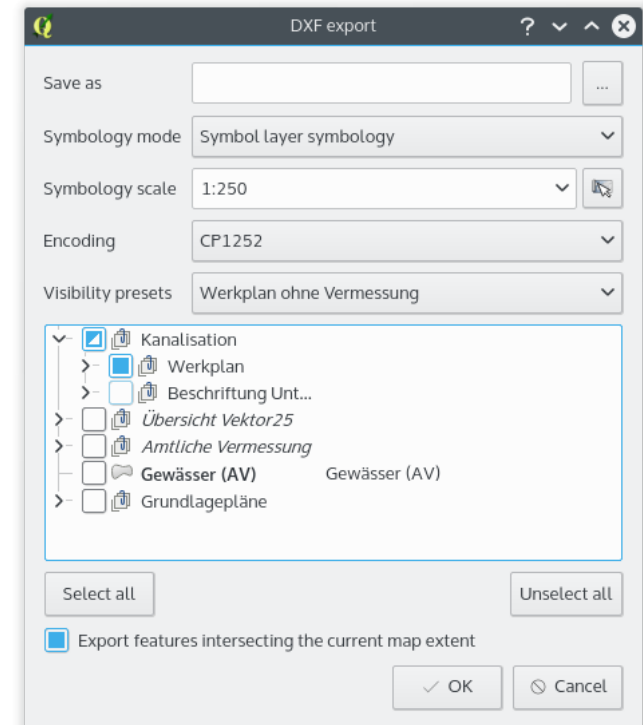 DXF export
Save as
...
Symbology mode Symbol layer symbology
Symbology scale 1:250
Encoding CP1252
Visibility presets Werkplan ohne Vermessung
Kanalisation
Werkplan
Beschriftung Unt...
Übersicht Vektor25
Amtliche Vermessung
Gewässer (AV) Gewässer (AV)
Grundlagepläne
Select all Unselect all
Export features intersecting the current map extent
OK Cancel